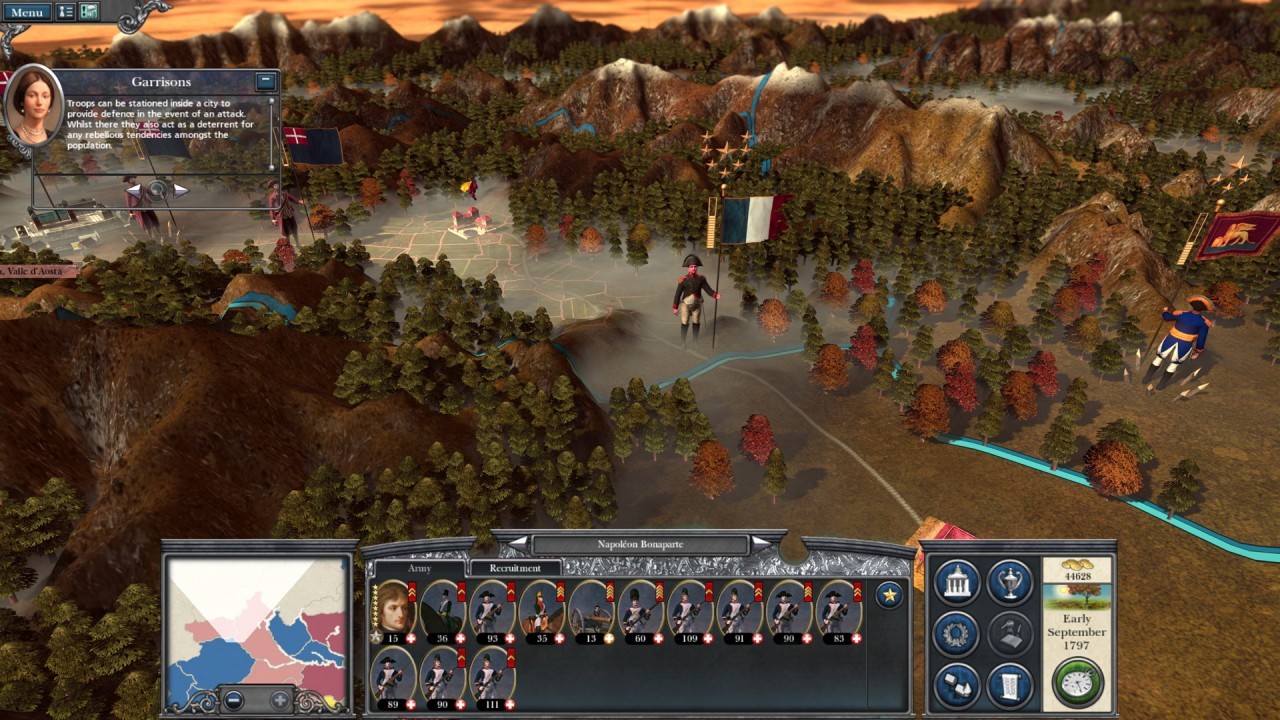 Menu
Garrisons
Troops can be stationed inside a city to
provide defence in the event of an attack.
Whilst there they also act as a deterrent for
any rebellious tendencies amongst the
population.
, Valle d'Aosta
Napoléon Bonaparte
Army
Recruitment
15 36 93 35 13 60 109 91 90 83
89 90 111
44628
Early
September
1797